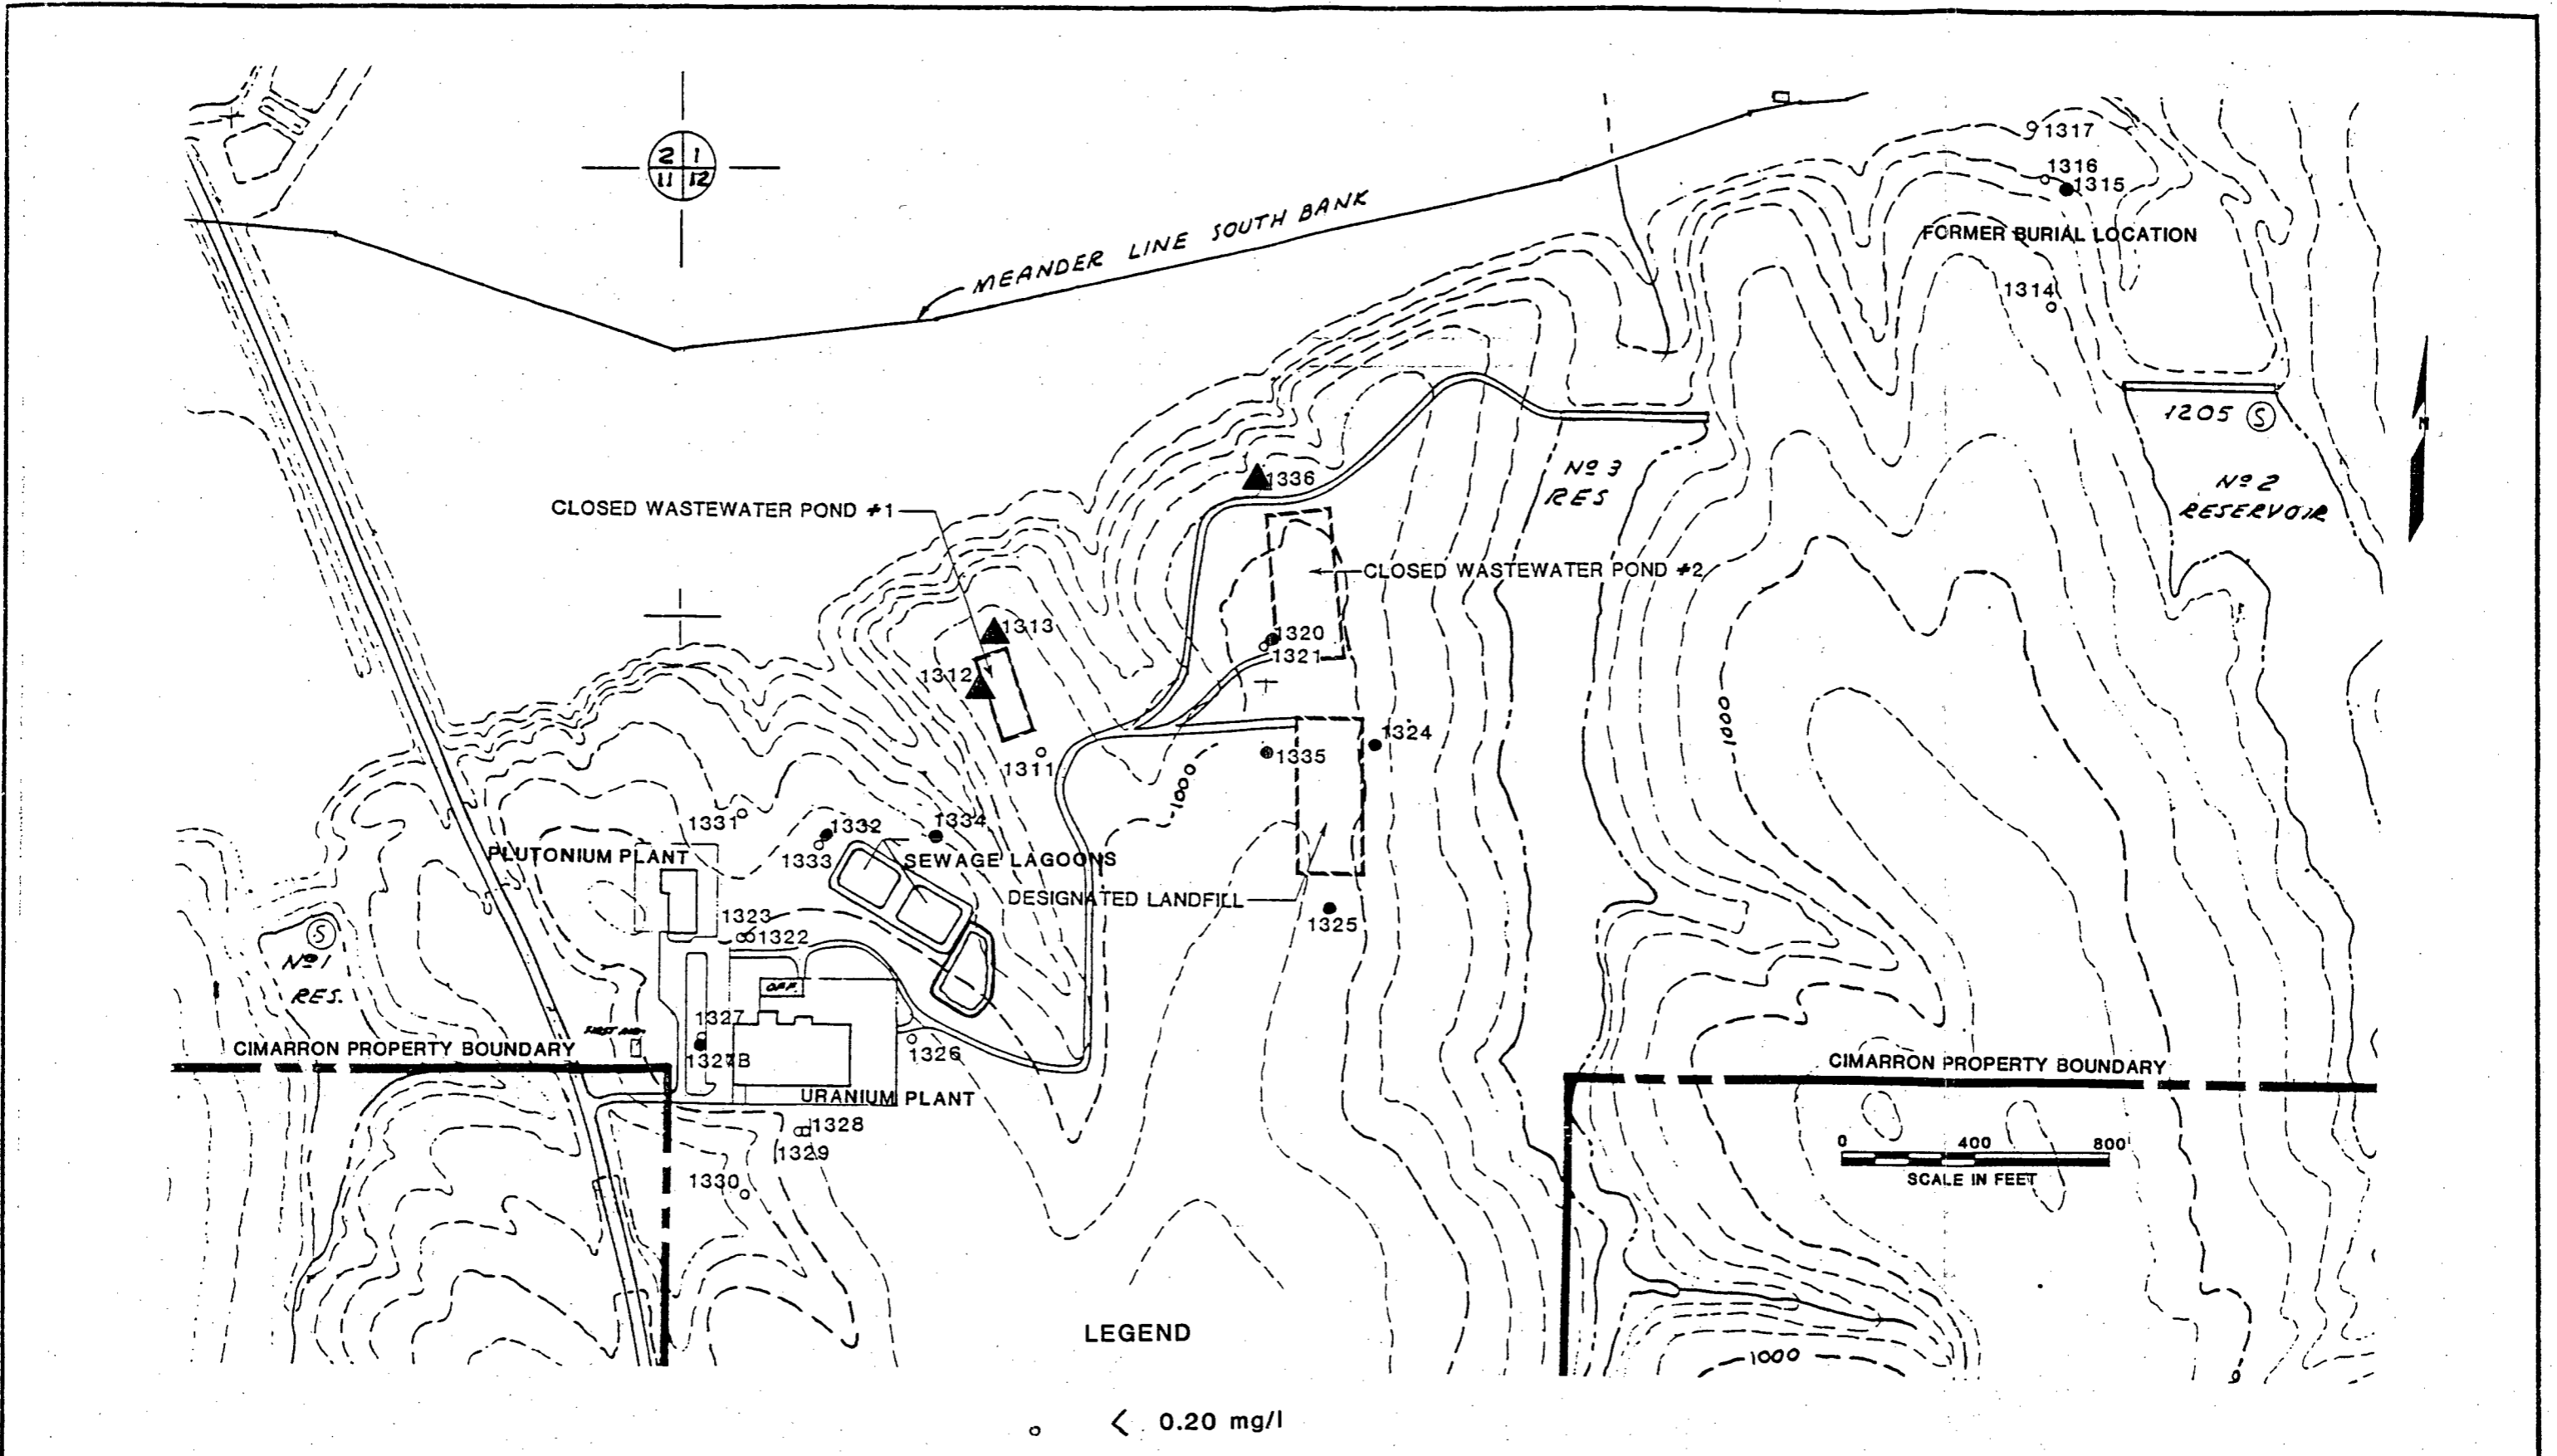 2 1
11 12
1317
1316
1315
MEANDER LINE SOUTH BANK
FORMER BURIAL LOCATION
1314
1205 S
N
Nº 3
RES
Nº 2
RESERVOIR
1336
CLOSED WASTEWATER POND #1
CLOSED WASTEWATER POND #2
1313
1320
1321
1312
1000
1324
1311
1335
1000
1331
1332
1334
1333
PLUTONIUM PLANT
SEWAGE LAGOONS
DESIGNATED LANDFILL
1323
1322
1325
S
Nº 1
RES.
OFF.
1327
FIRST AID
1326
CIMARRON PROPERTY BOUNDARY
1327B
CIMARRON PROPERTY BOUNDARY
URANIUM PLANT
1328
1329
0 400 800
SCALE IN FEET
1330
LEGEND
1000
< 0.20 mg/l